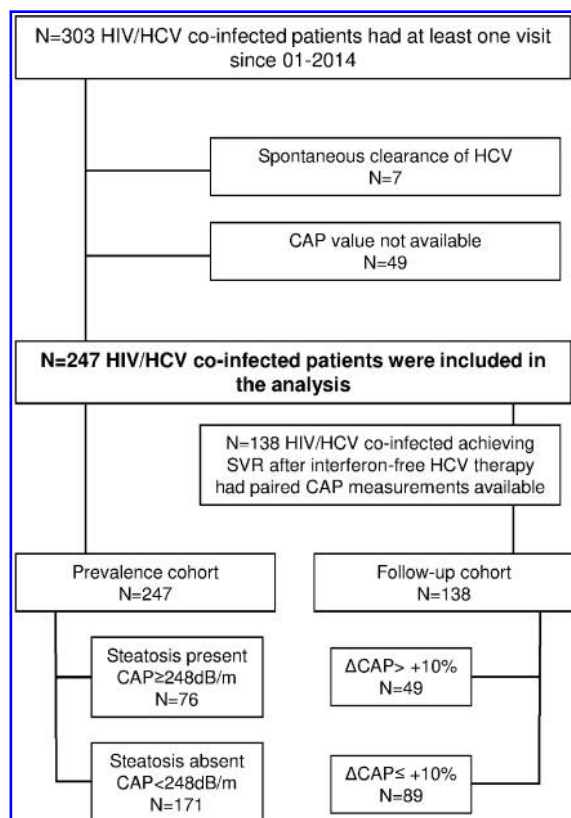 N=303 HIV/HCV co-infected patients had at least one visit
since 01-2014
Spontaneous clearance of HCV
N=7
CAP value not available
N=49
N=247 HIV/HCV co-infected patients were included in
the analysis
N=138 HIV/HCV co-infected achieving
SVR after interferon-free HCV therapy
had paired CAP measurements available
Prevalence cohort
N=247
Follow-up cohort
N=138
Steatosis present
CAP≥248dB/m
N=76
ΔCAP> +10%
N=49
Steatosis absent
CAP<248dB/m
N=171
ΔCAP≤ +10%
N=89